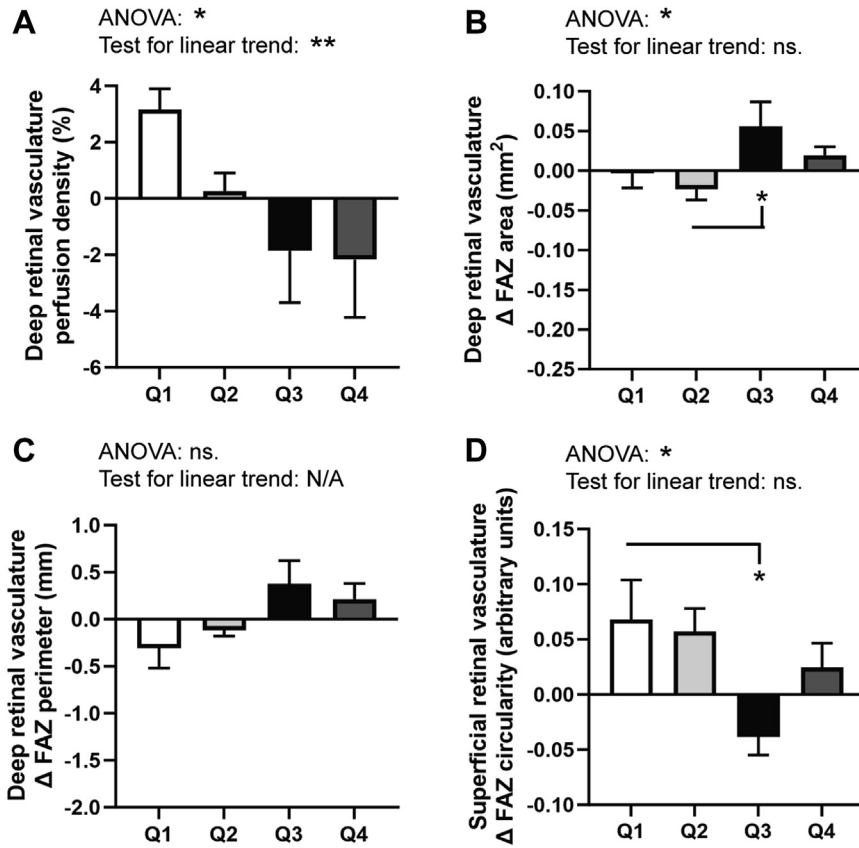 A
ANOVA: *
Test for linear trend: **
Deep retinal vasculature
perfusion density (%)
4
2
0
-2
-4
-6
Q1 Q2 Q3 Q4
B
ANOVA: *
Test for linear trend: ns.
Deep retinal vasculature
Δ FAZ area (mm²)
0.10
0.05
0.00
-0.05
-0.10
-0.15
-0.20
-0.25
*
Q1 Q2 Q3 Q4
C
ANOVA: ns.
Test for linear trend: N/A
Deep retinal vasculature
Δ FAZ perimeter (mm)
1.0
0.5
0.0
-0.5
-1.0
-1.5
-2.0
Q1 Q2 Q3 Q4
D
ANOVA: *
Test for linear trend: ns.
Superficial retinal vasculature
Δ FAZ circularity (arbitrary units)
0.15
0.10
0.05
0.00
-0.05
-0.10
*
Q1 Q2 Q3 Q4